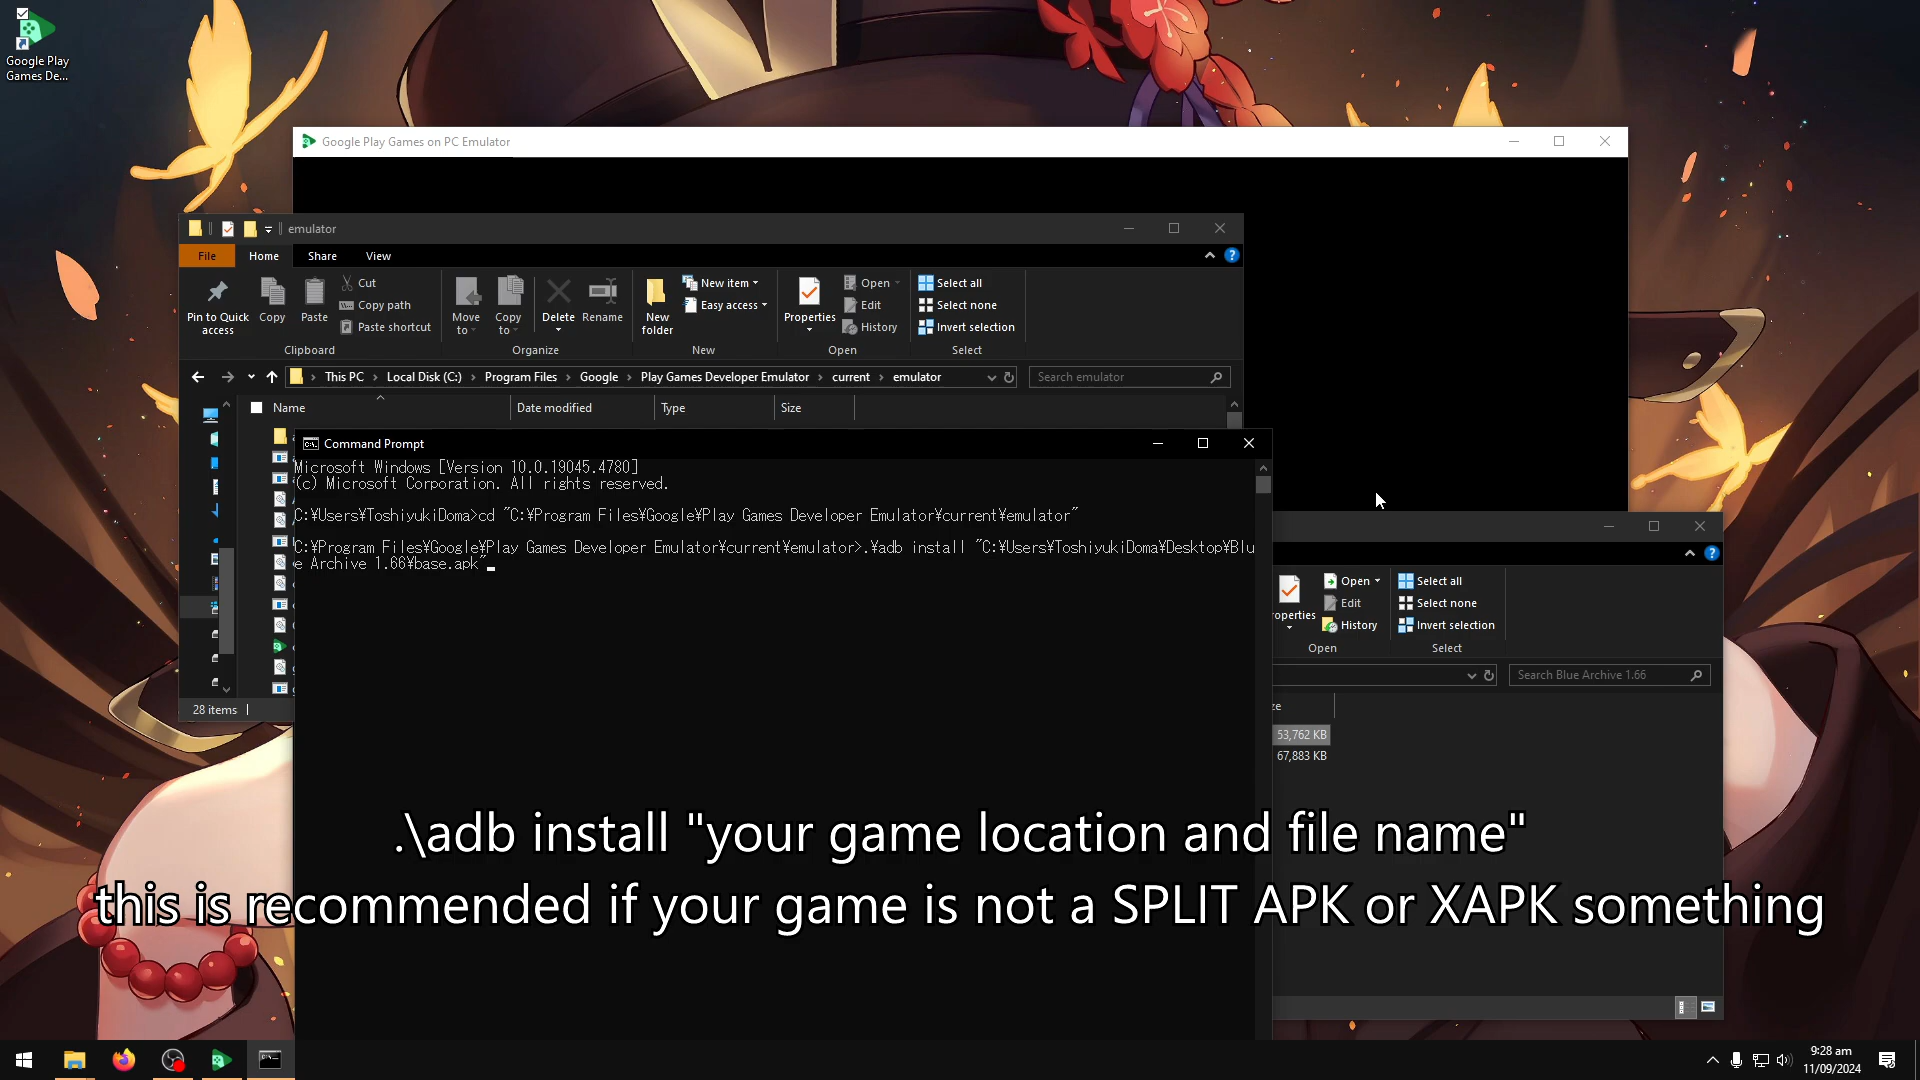 Google Play
Games De...
Google Play Games on PC Emulator
emulator
File Home Share View
Pin to Quick access
Copy
Paste
Cut
Copy path
Paste shortcut
Clipboard
Move to
Copy to
Delete
Rename
Organize
New folder
New item
Easy access
New
Properties
Open
Edit
History
Open
Select all
Select none
Invert selection
Select
This PC > Local Disk (C:) > Program Files > Google > Play Games Developer Emulator > current > emulator
Search emulator
Name Date modified Type Size
28 items
Command Prompt
Microsoft Windows [Version 10.0.19045.4780]
(c) Microsoft Corporation. All rights reserved.
C:¥Users¥ToshiyukiDoma>cd "C:¥Program Files¥Google¥Play Games Developer Emulator¥current¥emulator"
C:¥Program Files¥Google¥Play Games Developer Emulator¥current¥emulator>.¥adb install "C:¥Users¥ToshiyukiDoma¥Desktop¥Blu
e Archive 1.66¥base.apk"
operties
Open
Edit
History
Open
Select all
Select none
Invert selection
Select
Search Blue Archive 1.66
ze
53,762 KB
67,883 KB
.\adb install "your game location and file name"
this is recommended if your game is not a SPLIT APK or XAPK something
9:28 am
11/09/2024